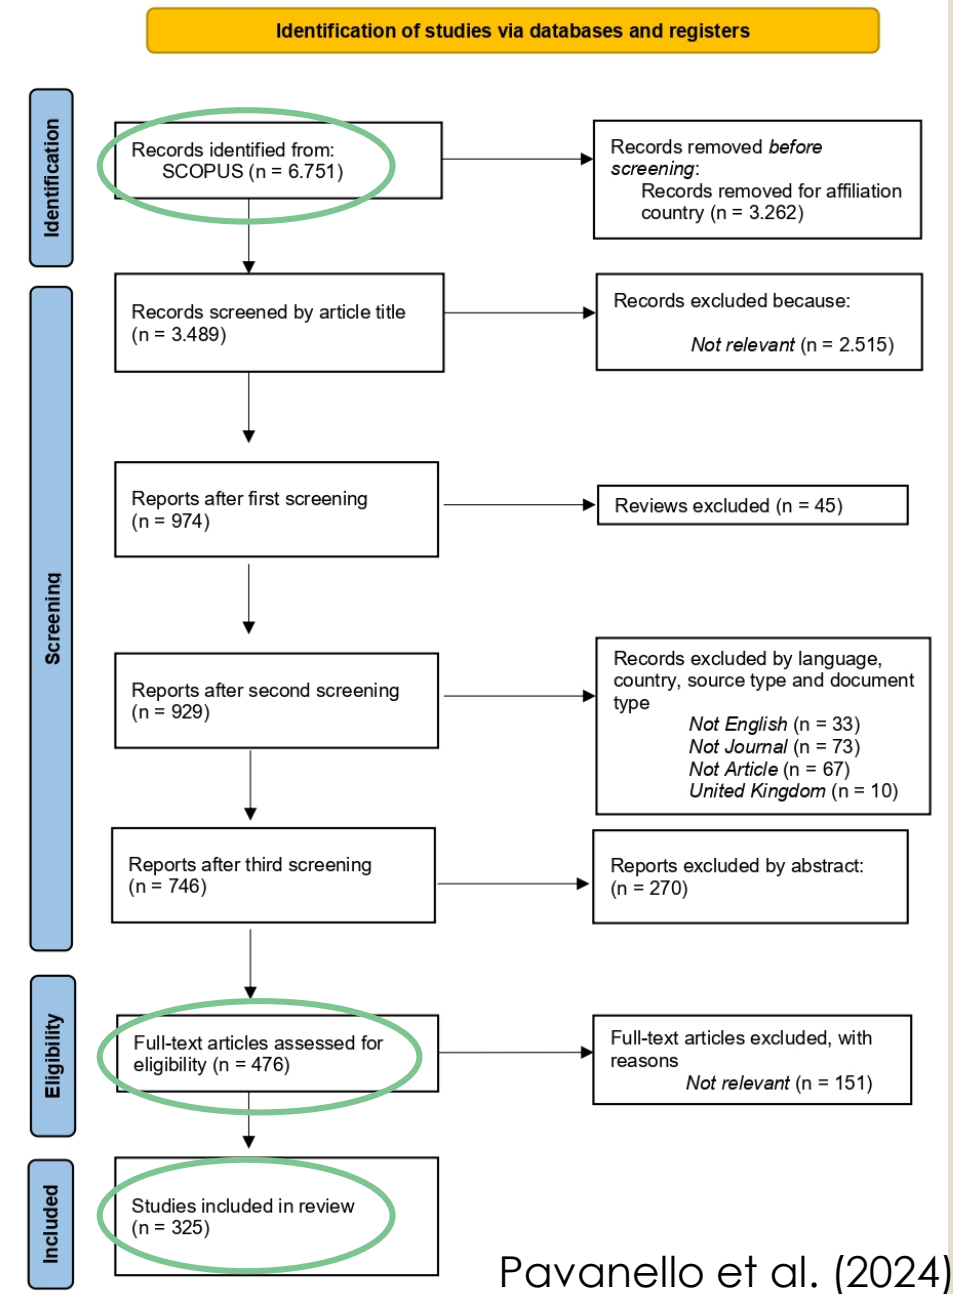 Identification of studies via databases and registers
Identification
Records identified from:
SCOPUS (n = 6.751)
Records removed before
screening:
Records removed for affiliation
country (n = 3.262)
Screening
Records screened by article title
(n = 3.489)
Records excluded because:
Not relevant (n = 2.515)
Reports after first screening
(n = 974)
Reviews excluded (n = 45)
Reports after second screening
(n = 929)
Records excluded by language,
country, source type and document
type
Not English (n = 33)
Not Journal (n = 73)
Not Article (n = 67)
United Kingdom (n = 10)
Reports after third screening
(n = 746)
Reports excluded by abstract:
(n = 270)
Eligibility
Full-text articles assessed for
eligibility (n = 476)
Full-text articles excluded, with
reasons
Not relevant (n = 151)
Included
Studies included in review
(n = 325)
Pavanello et al. (2024)